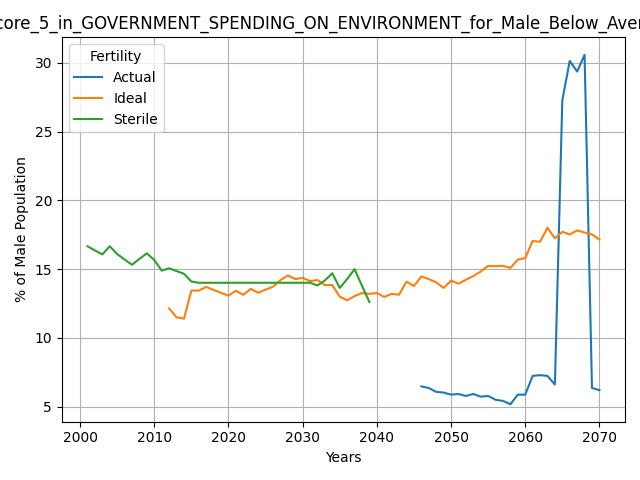 core_5_in_GOVERNMENT_SPENDING_ON_ENVIRONMENT_for_Male_Below_Aver
Fertility
Actual
Ideal
Sterile
% of Male Population
30
25
20
15
10
5
2000 2010 2020 2030 2040 2050 2060 2070
Years